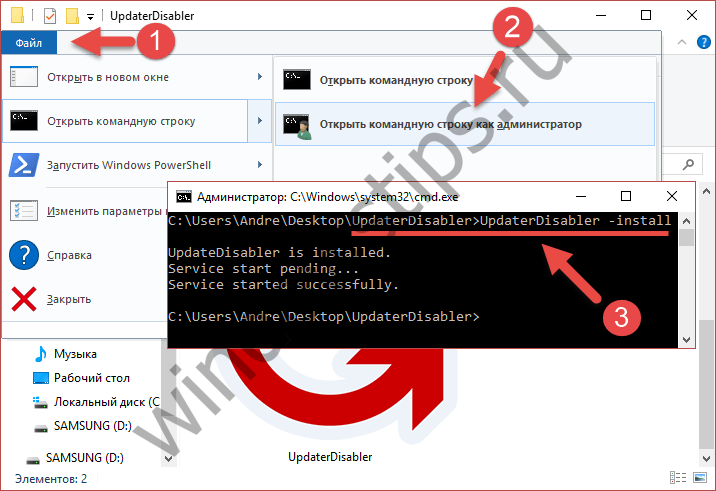 UpdaterDisabler
Файл
1
2
Открыть в новом окне
Открыть командную строку
Запустить Windows PowerShell
Изменить параметры
Справка
Закрыть
Открыть командную строку
Открыть командную строку как администратор
Администратор: C:\Windows\system32\cmd.exe
C:\Users\Andre\Desktop\UpdaterDisabler>UpdaterDisabler -install
UpdateDisabler is installed.
Service start pending...
Service started successfully.
C:\Users\Andre\Desktop\UpdaterDisabler>
3
Музыка
Рабочий стол
Локальный диск (C
SAMSUNG (D:)
SAMSUNG (D:)
UpdaterDisabler
Элементов: 2